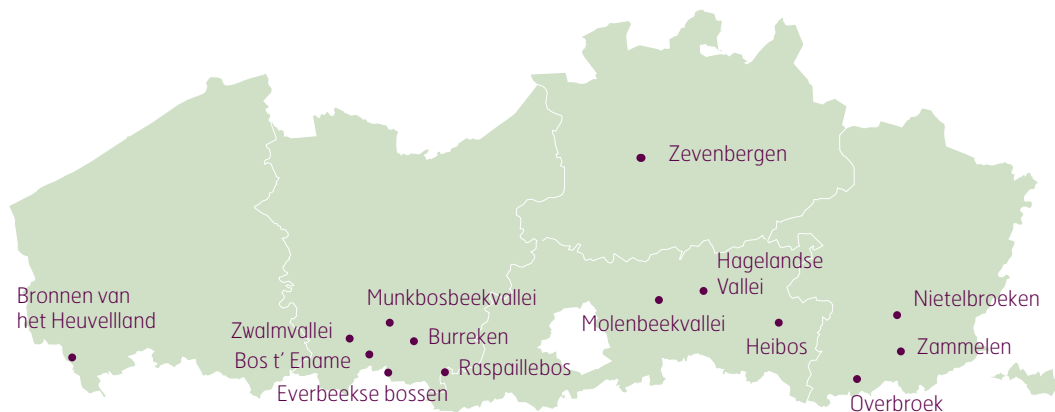 Zevenbergen
Hagelandse
Vallei
Bronnen van
het Heuvellland
Munkbosbeekvallei
Nietelbroeken
Zwalmvallei
Burreken
Molenbeekvallei
Heibos
Zammelen
Bos t’ Ename
Raspaillebos
Everbeekse bossen
Overbroek